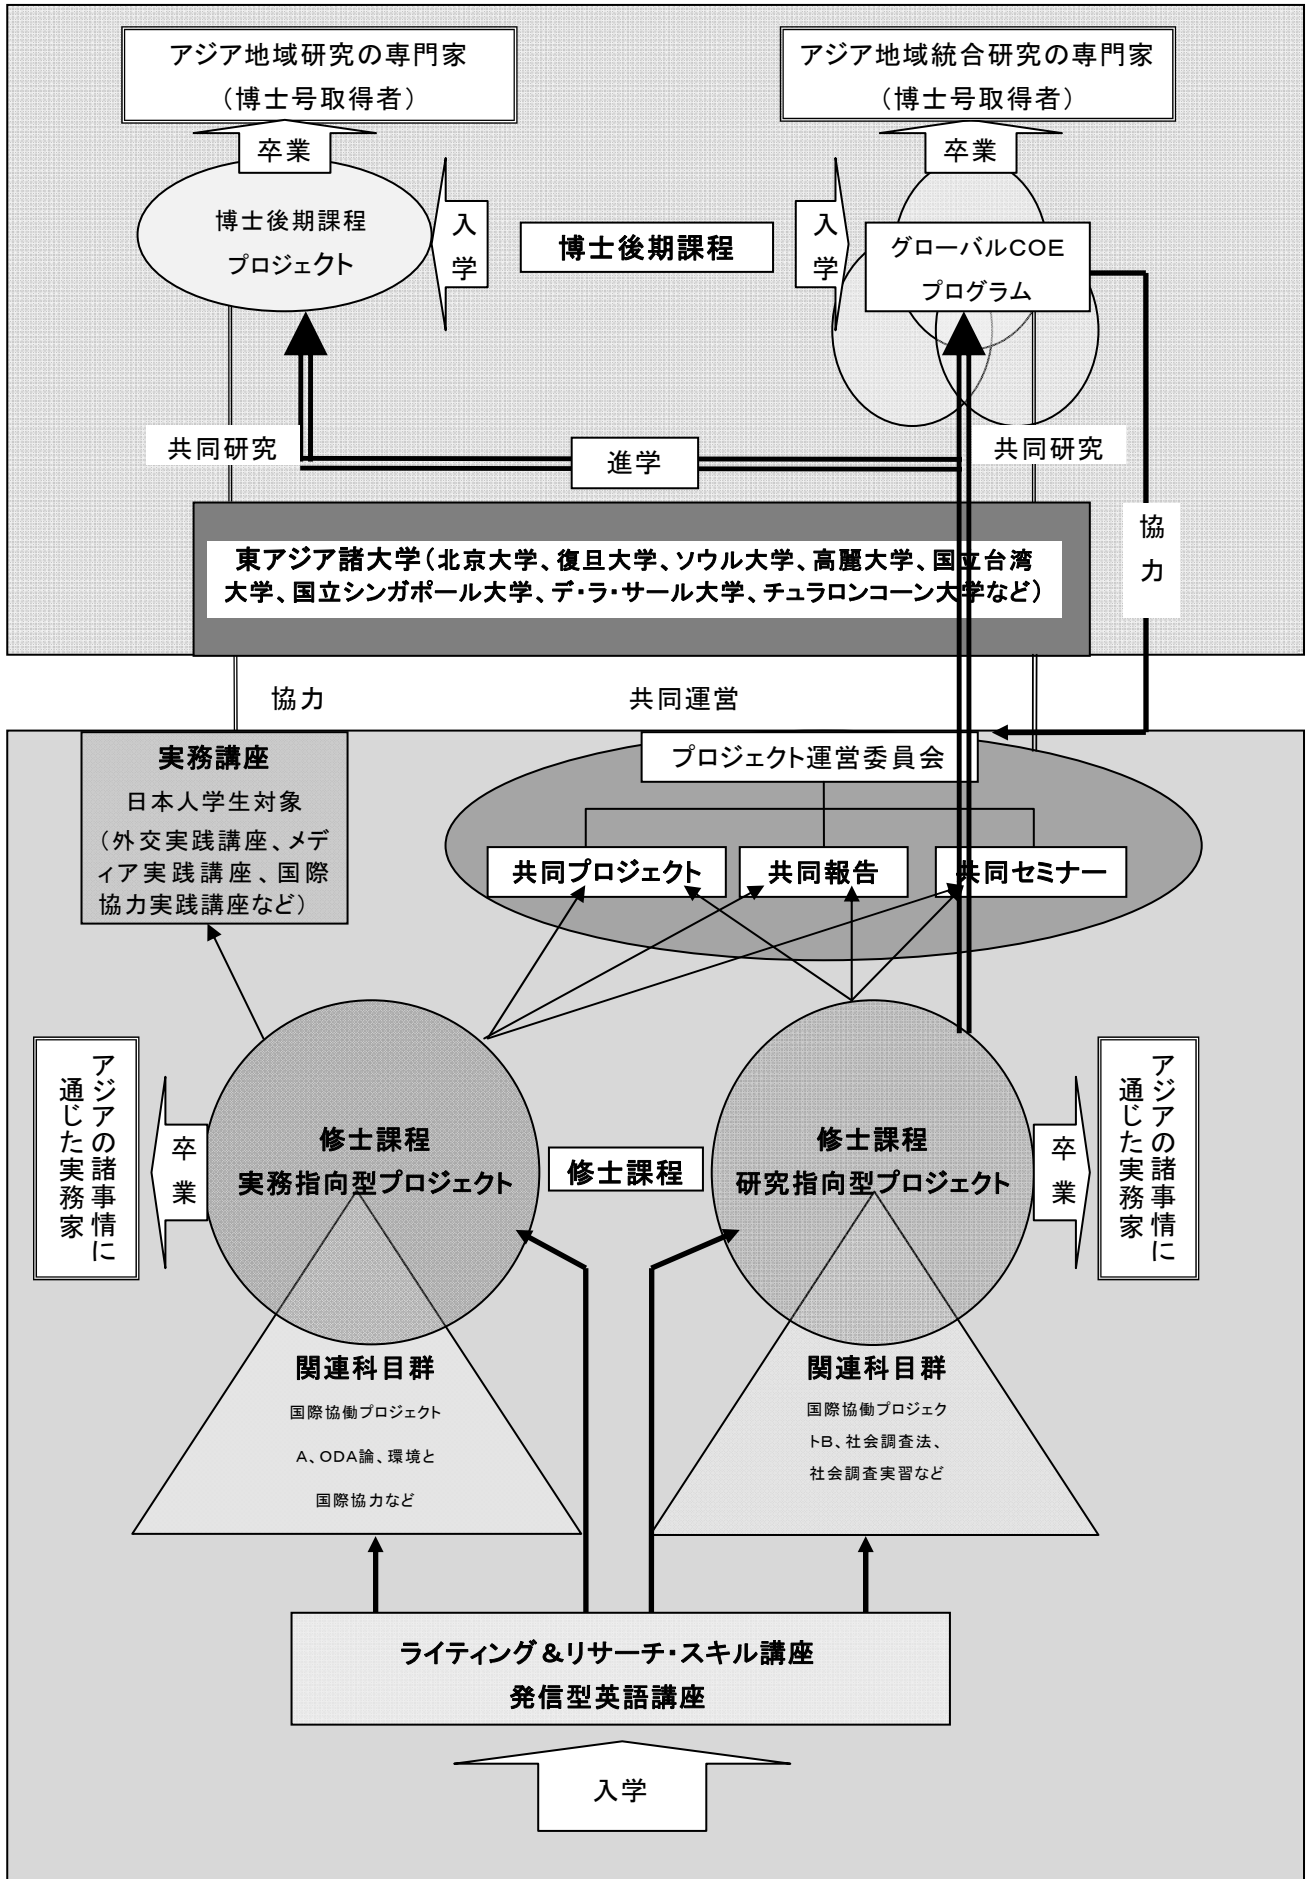 アジア地域研究の専門家
（博士号取得者）
アジア地域統合研究の専門家
（博士号取得者）
卒業
卒業
博士後期課程
プロジェクト
入
学
博士後期課程
入
学
グローバルCOE
プログラム
共同研究
進学
共同研究
協
力
東アジア諸大学（北京大学、復旦大学、ソウル大学、高麗大学、国立台湾
大学、国立シンガポール大学、デ・ラ・サール大学、チュラロンコーン大学など）
協力
共同運営
実務講座
日本人学生対象
（外交実践講座、メデ
ィア実践講座、国際
協力実践講座など）
プロジェクト運営委員会
共同プロジェクト
共同報告
共同セミナー
アジアの諸事情に
通じた実務家
卒
業
修士課程
実務指向型プロジェクト
修士課程
修士課程
研究指向型プロジェクト
卒
業
アジアの諸事情に
通じた実務家
関連科目群
国際協働プロジェクト
A、ODA論、環境と
国際協力など
関連科目群
国際協働プロジェク
トB、社会調査法、
社会調査実習など
ライティング＆リサーチ・スキル講座
発信型英語講座
入学